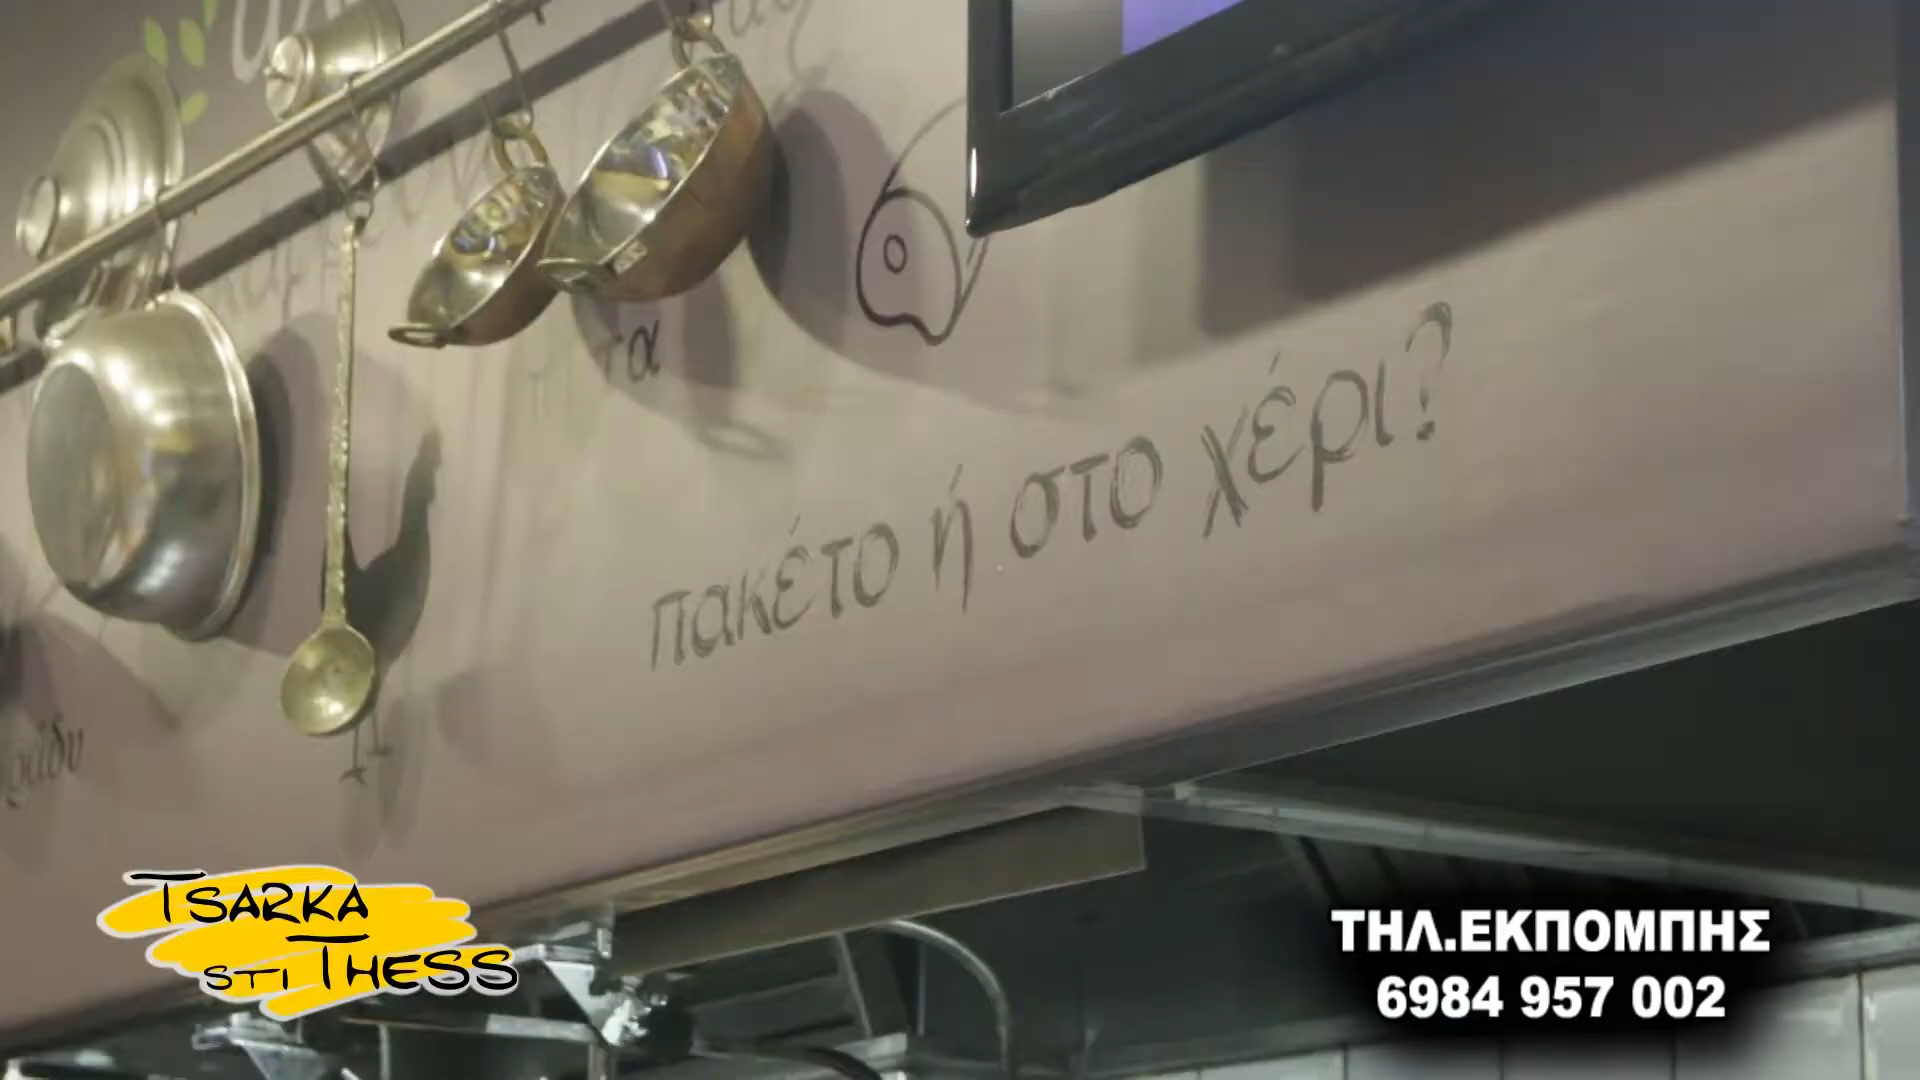 πακέτο ή στο χέρι?
TSARKA
STI THESS
ΤΗΛ.ΕΚΠΟΜΠΗΣ
6984 957 002